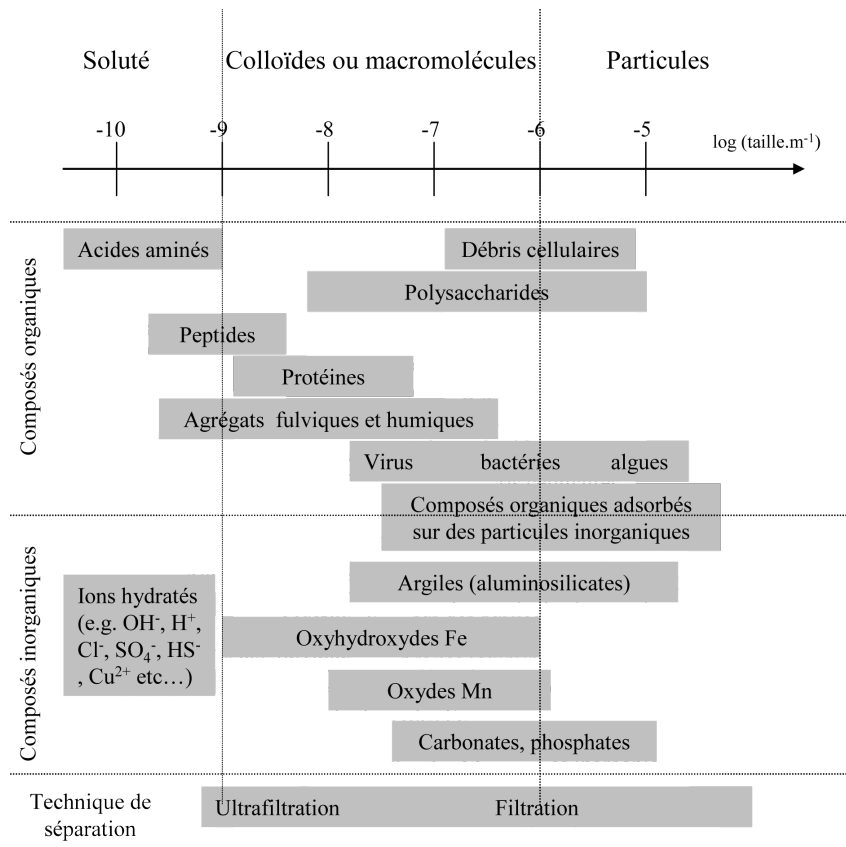 Soluté
Colloïdes ou macromolécules
Particules
-10
-9
-8
-7
-6
-5
log (taille.m⁻¹)
Composés organiques
Acides aminés
Débris cellulaires
Polysaccharides
Peptides
Protéines
Agrégats fulviques et humiques
Virus bactéries algues
Composés organiques adsorbés
sur des particules inorganiques
Composés inorganiques
Argiles (aluminosilicates)
Ions hydratés
(e.g. OH⁻, H⁺,
Cl⁻, SO₄⁻, HS⁻
, Cu²⁺ etc…)
Oxyhydroxydes Fe
Oxydes Mn
Carbonates, phosphates
Technique de
séparation
Ultrafiltration
Filtration